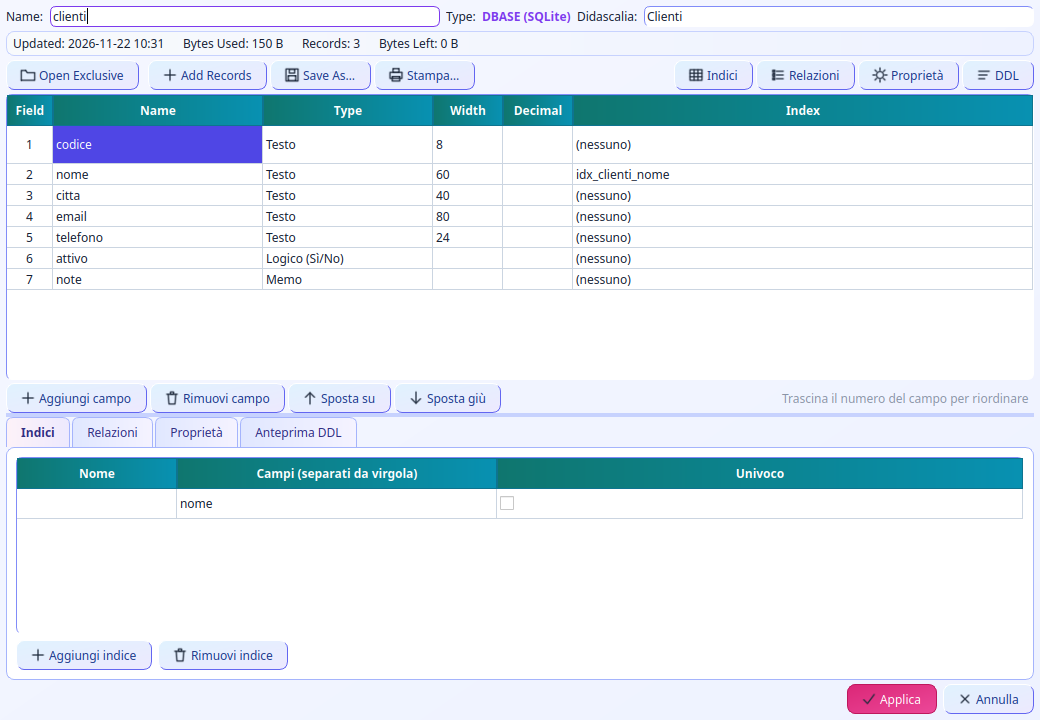 Name: clienti Type: DBASE (SQLite) Didascalia: Clienti
Updated: 2026-11-22 10:31 Bytes Used: 150 B Records: 3 Bytes Left: 0 B
Open Exclusive Add Records Save As... Stampa... Indici Relazioni Proprietà DDL
Field Name Type Width Decimal Index
1 codice Testo 8 (nessuno)
2 nome Testo 60 idx_clienti_nome
3 citta Testo 40 (nessuno)
4 email Testo 80 (nessuno)
5 telefono Testo 24 (nessuno)
6 attivo Logico (Sì/No) (nessuno)
7 note Memo (nessuno)
Aggiungi campo Rimuovi campo Sposta su Sposta giù Trascina il numero del campo per riordinare
Indici Relazioni Proprietà Anteprima DDL
Nome Campi (separati da virgola) Univoco
nome
Aggiungi indice Rimuovi indice
Applica Annulla